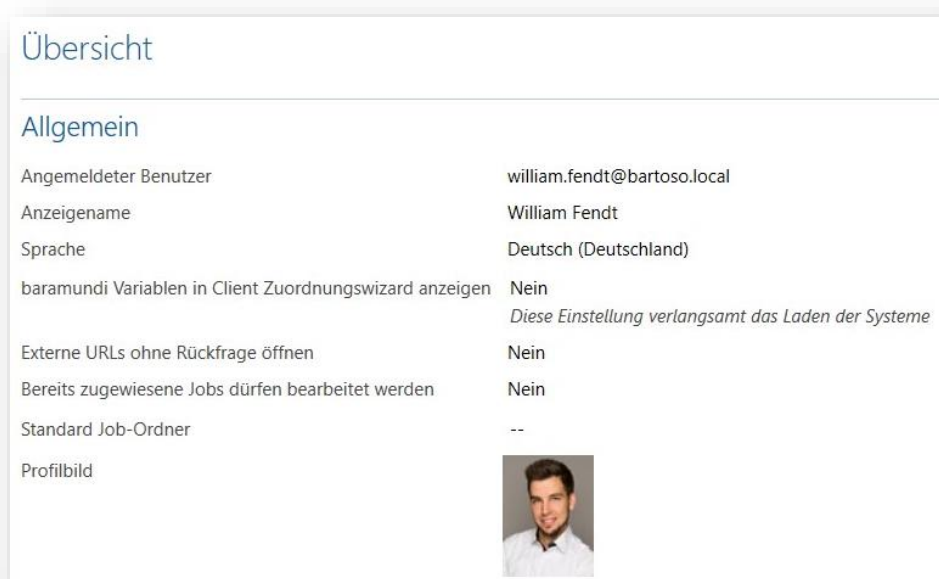 Übersicht
Allgemein
Angemeldeter Benutzer william.fendt@bartoso.local
Anzeigename William Fendt
Sprache Deutsch (Deutschland)
baramundi Variablen in Client Zuordnungswizard anzeigen Nein
Diese Einstellung verlangsamt das Laden der Systeme
Externe URLs ohne Rückfrage öffnen Nein
Bereits zugewiesene Jobs dürfen bearbeitet werden Nein
Standard Job-Ordner --
Profilbild